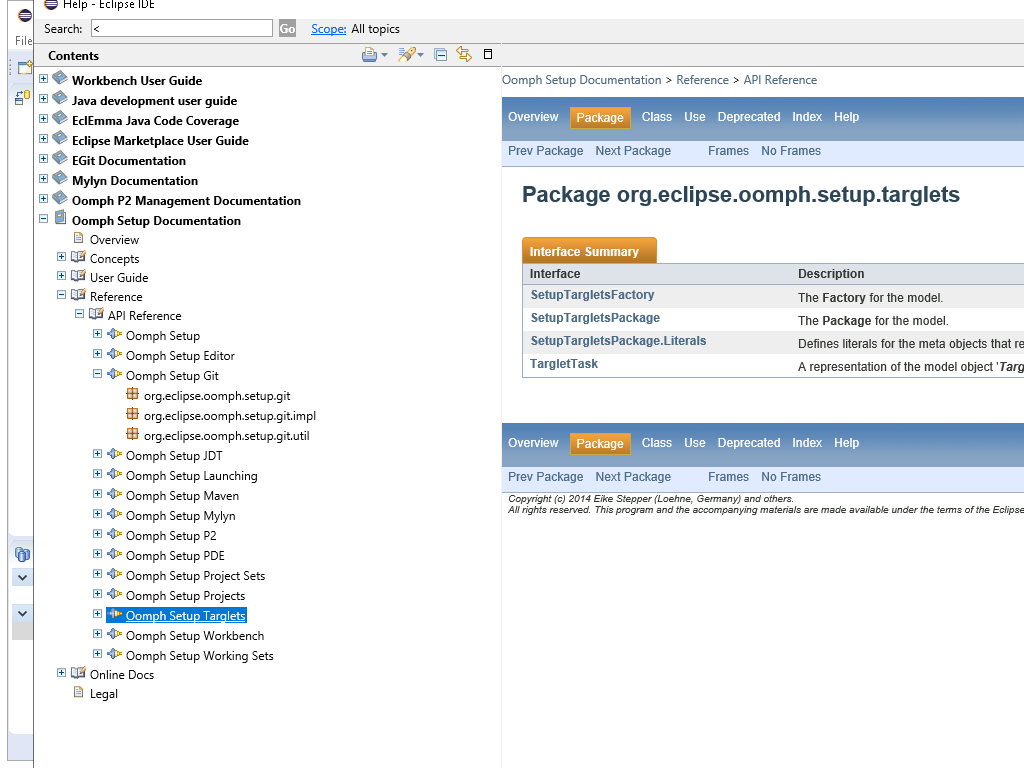 Help - Eclipse IDE
File
Search: < Go Scope: All topics
Contents
Workbench User Guide
Java development user guide
EclEmma Java Code Coverage
Eclipse Marketplace User Guide
EGit Documentation
Mylyn Documentation
Oomph P2 Management Documentation
Oomph Setup Documentation
Overview
Concepts
User Guide
Reference
API Reference
Oomph Setup
Oomph Setup Editor
Oomph Setup Git
org.eclipse.oomph.setup.git
org.eclipse.oomph.setup.git.impl
org.eclipse.oomph.setup.git.util
Oomph Setup JDT
Oomph Setup Launching
Oomph Setup Maven
Oomph Setup Mylyn
Oomph Setup P2
Oomph Setup PDE
Oomph Setup Project Sets
Oomph Setup Projects
Oomph Setup Targlets
Oomph Setup Workbench
Oomph Setup Working Sets
Online Docs
Legal
Oomph Setup Documentation > Reference > API Reference
Overview Package Class Use Deprecated Index Help
Prev Package Next Package Frames No Frames
Package org.eclipse.oomph.setup.targlets
Interface Summary
Interface Description
SetupTargletsFactory The Factory for the model.
SetupTargletsPackage The Package for the model.
SetupTargletsPackage.Literals Defines literals for the meta objects that re
TargletTask A representation of the model object 'Targ
Overview Package Class Use Deprecated Index Help
Prev Package Next Package Frames No Frames
Copyright (c) 2014 Eike Stepper (Loehne, Germany) and others.
All rights reserved. This program and the accompanying materials are made available under the terms of the Eclipse